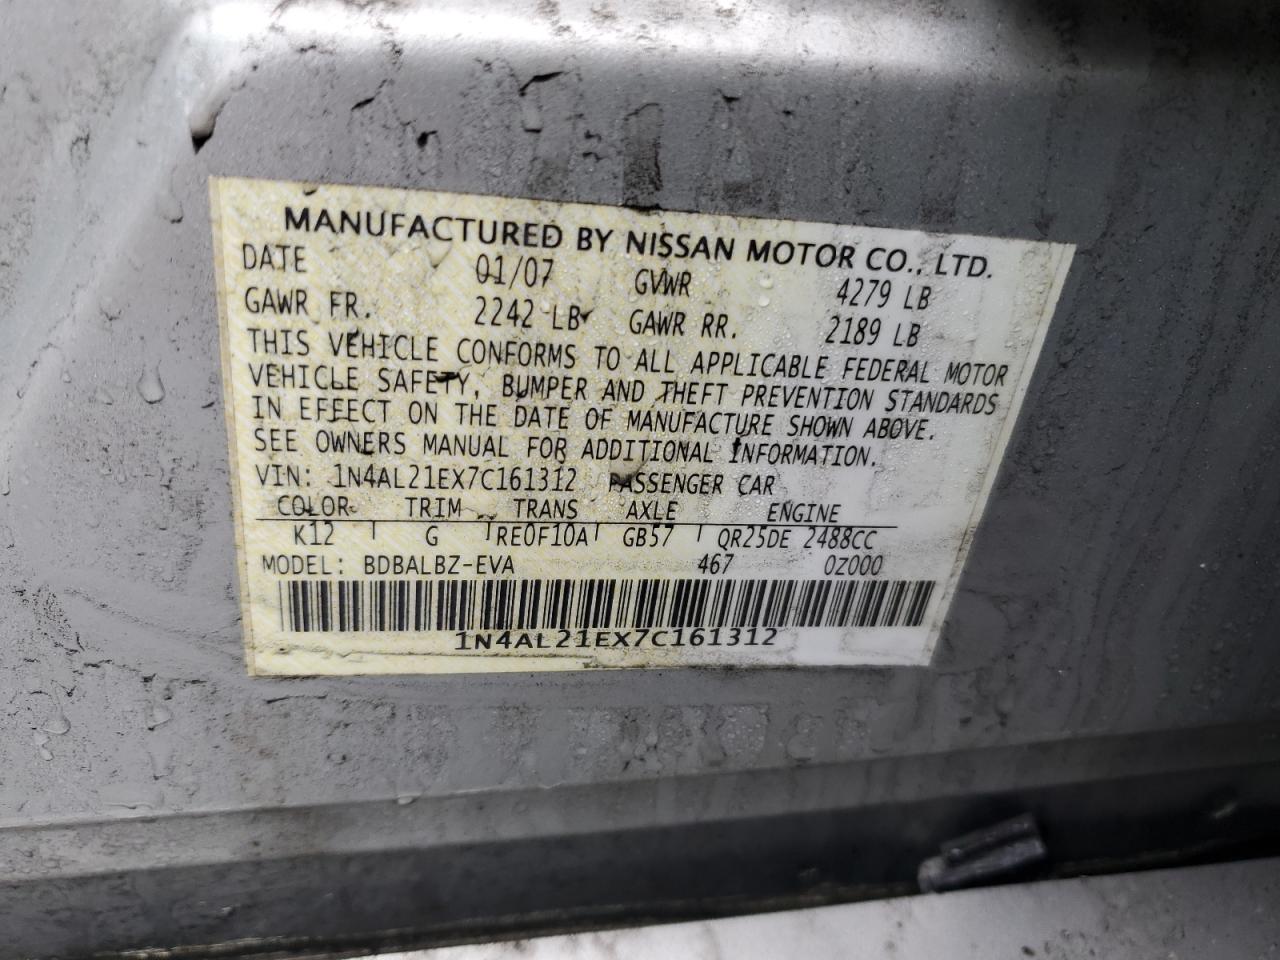 MANUFACTURED BY NISSAN MOTOR CO., LTD.
DATE 01/07 GVWR 4279 LB
GAWR FR. 2242 LB GAWR RR. 2189 LB
THIS VEHICLE CONFORMS TO ALL APPLICABLE FEDERAL MOTOR
VEHICLE SAFETY, BUMPER AND THEFT PREVENTION STANDARDS
IN EFFECT ON THE DATE OF MANUFACTURE SHOWN ABOVE.
SEE OWNERS MANUAL FOR ADDITIONAL INFORMATION.
VIN: 1N4AL21EX7C161312 PASSENGER CAR
COLOR TRIM TRANS AXLE ENGINE
K12 G RE0F10A GB57 QR25DE 2488CC
MODEL: BDBALBZ-EVA 467 0Z000
1N4AL21EX7C161312